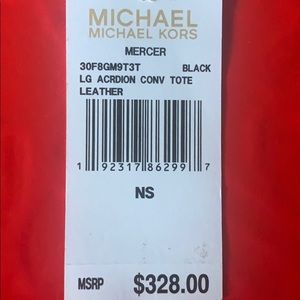 MICHAEL
MICHAEL KORS
MERCER
30F8GM9T3T BLACK
LG ACRDION CONV TOTE
LEATHER
1 92317 86299 7
NS
MSRP $328.00